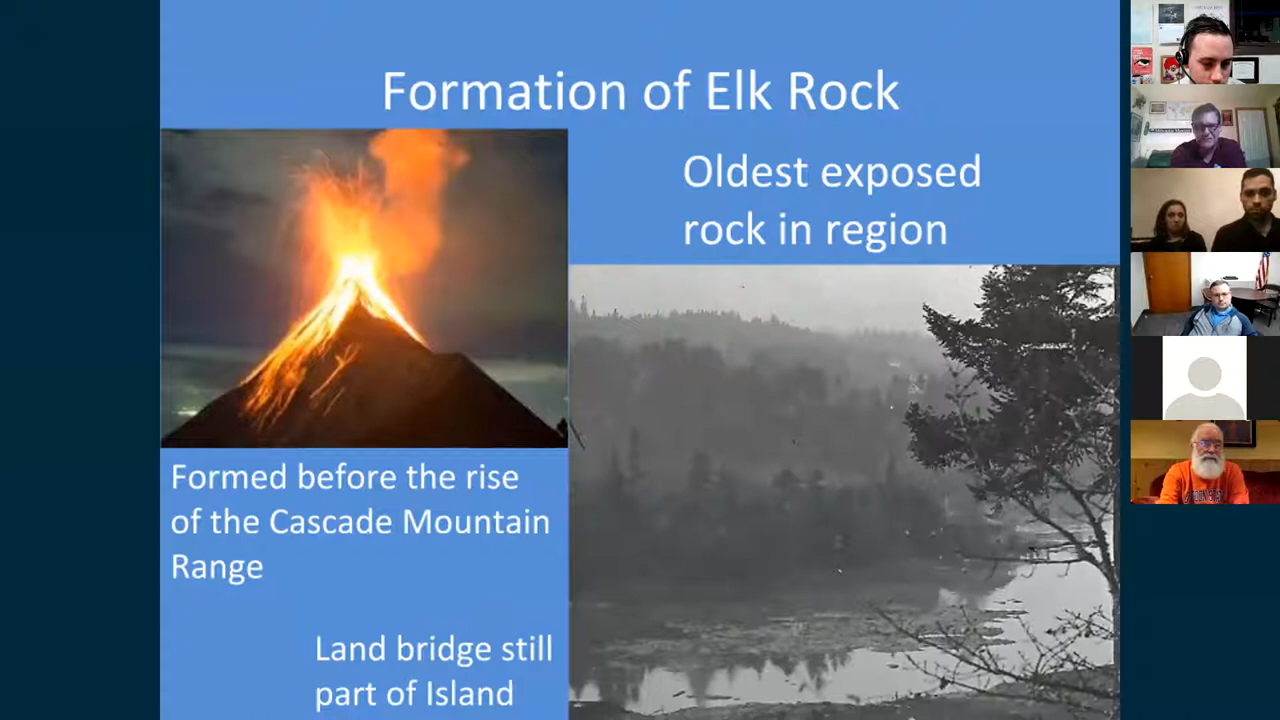 Formation of Elk Rock
Oldest exposed
rock in region
Formed before the rise
of the Cascade Mountain
Range
Land bridge still
part of Island